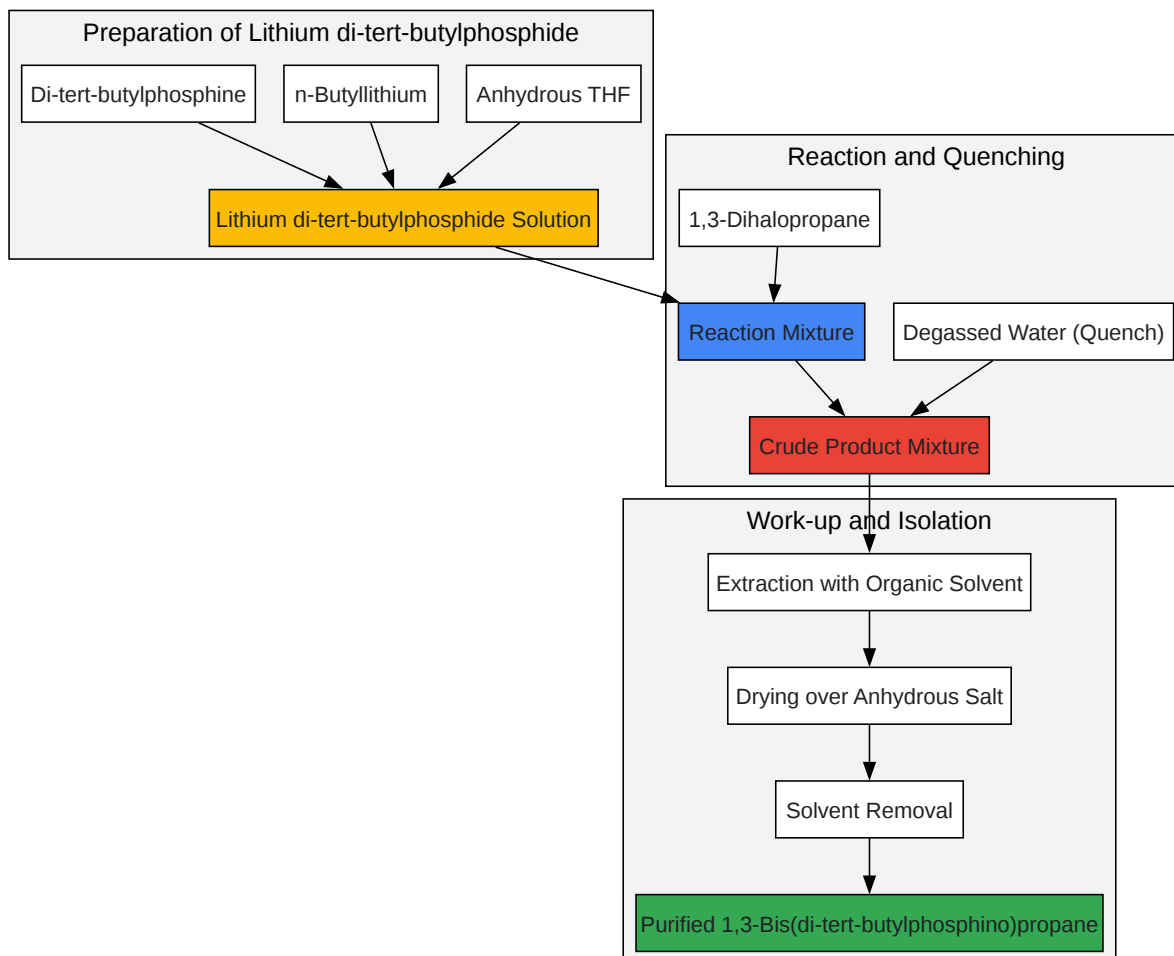 Preparation of Lithium di-tert-butylphosphide
Di-tert-butylphosphine
n-Butyllithium
Anhydrous THF
Lithium di-tert-butylphosphide Solution
Reaction and Quenching
1,3-Dihalopropane
Reaction Mixture
Degassed Water (Quench)
Crude Product Mixture
Work-up and Isolation
Extraction with Organic Solvent
Drying over Anhydrous Salt
Solvent Removal
Purified 1,3-Bis(di-tert-butylphosphino)propane